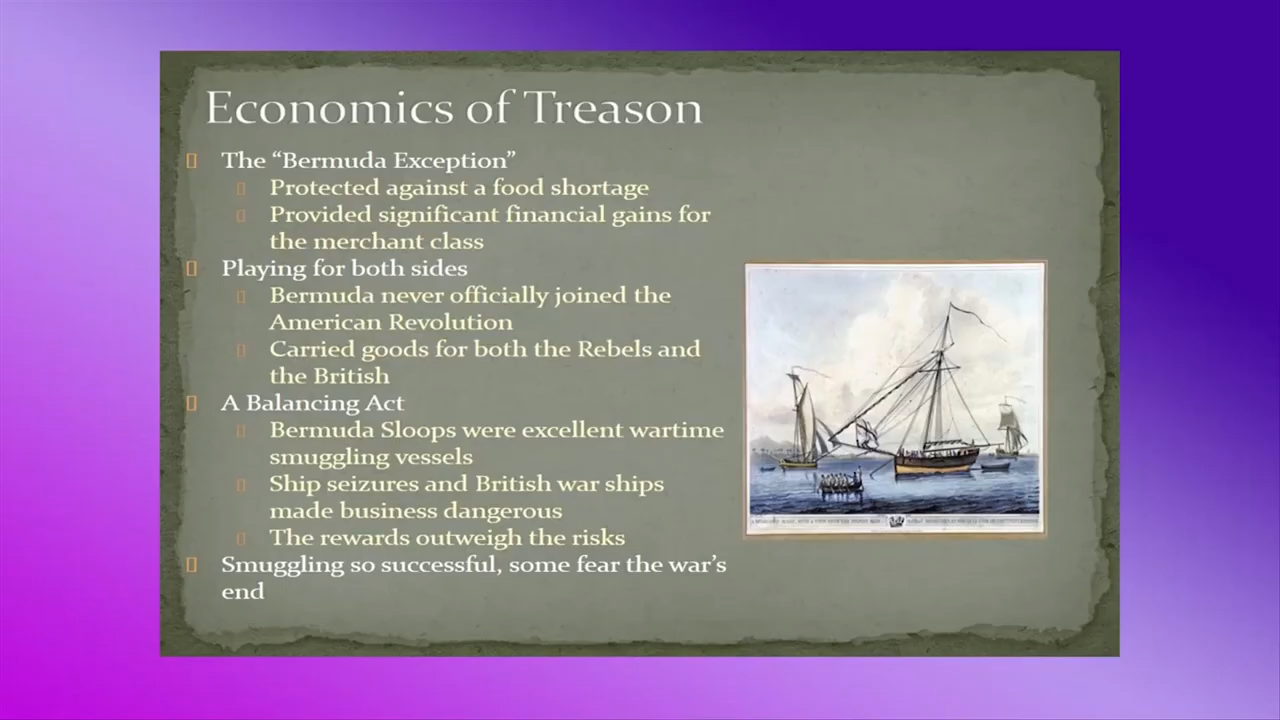 Economics of Treason
The “Bermuda Exception”
Protected against a food shortage
Provided significant financial gains for
the merchant class
Playing for both sides
Bermuda never officially joined the
American Revolution
Carried goods for both the Rebels and
the British
A Balancing Act
Bermuda Sloops were excellent wartime
smuggling vessels
Ship seizures and British war ships
made business dangerous
The rewards outweigh the risks
Smuggling so successful, some fear the war’s
end